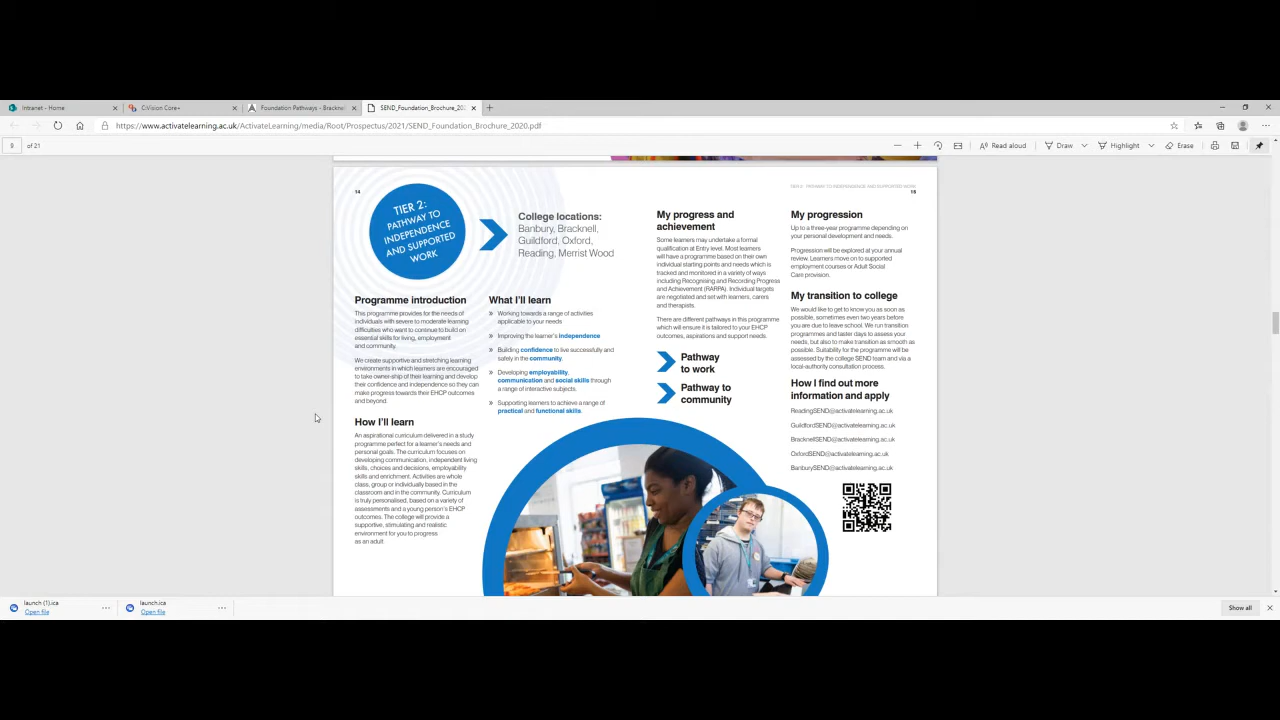 Intranet - Home
CiVision Core+
Foundation Pathways - Bracknell
SEND_Foundation_Brochure_202
https://www.activatelearning.ac.uk/ActivateLearning/media/Root/Prospectus/2021/SEND_Foundation_Brochure_2020.pdf
9 of 21
Read aloud
Draw
Highlight
Erase
14
TIER 2:
PATHWAY TO
INDEPENDENCE
AND SUPPORTED
WORK
College locations:
Banbury, Bracknell,
Guildford, Oxford,
Reading, Merrist Wood
Programme introduction
This programme provides for the needs of
individuals with severe to moderate learning
difficulties who want to continue to build on
essential skills for living, employment
and community.
We create supportive and stretching learning
environments in which learners are encouraged
to take ownership of their learning and develop
their confidence and independence so they can
make progress towards their EHCP outcomes
and beyond.
How I'll learn
An aspirational curriculum delivered in a study
programme perfect for a learner's needs and
personal goals. The curriculum focuses on
developing communication, independent living
skills, choices and decisions, employability
skills and enrichment. Activities are whole
class, group or individually based in the
classroom and in the community. Curriculum
is truly personalised, based on a variety of
assessments and a young person's EHCP
outcomes. The college will provide a
supportive, stimulating and realistic
environment for you to progress
as an adult.
What I'll learn
» Working towards a range of activities
applicable to your needs
» Improving the learner's independence
» Building confidence to live successfully and
safely in the community.
» Developing employability,
communication and social skills through
a range of interactive subjects.
» Supporting learners to achieve a range of
practical and functional skills.
TIER 2: PATHWAY TO INDEPENDENCE AND SUPPORTED WORK
15
My progress and
achievement
Some learners may undertake a formal
qualification at Entry level. Most learners
will have a programme based on their own
individual starting points and needs which is
tracked and monitored in a variety of ways
including Recognising and Recording Progress
and Achievement (RARPA). Individual targets
are negotiated and set with learners, carers
and therapists.
There are different pathways in this programme
which will ensure it is tailored to your EHCP
outcomes, aspirations and support needs.
Pathway
to work
Pathway to
community
My progression
Up to a three-year programme depending on
your personal development and needs.
Progression will be explored at your annual
review. Learners move on to supported
employment courses or Adult Social
Care provision.
My transition to college
We would like to get to know you as soon as
possible, sometimes even two years before
you are due to leave school. We run transition
programmes and taster days to assess your
needs, but also to make transition as smooth as
possible. Suitability for the programme will be
assessed by the college SEND team and via a
local-authority consultation process.
How I find out more
information and apply
ReadingSEND@activatelearning.ac.uk
GuildfordSEND@activatelearning.ac.uk
BracknellSEND@activatelearning.ac.uk
OxfordSEND@activatelearning.ac.uk
BanburySEND@activatelearning.ac.uk
launch (1).ica
Open file
launch.ica
Open file
Show all